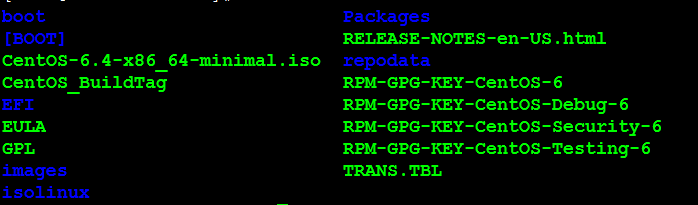 boot Packages
[BOOT] RELEASE-NOTES-en-US.html
CentOS-6.4-x86_64-minimal.iso repodata
CentOS_BuildTag RPM-GPG-KEY-CentOS-6
EFI RPM-GPG-KEY-CentOS-Debug-6
EULA RPM-GPG-KEY-CentOS-Security-6
GPL RPM-GPG-KEY-CentOS-Testing-6
images TRANS.TBL
isolinux